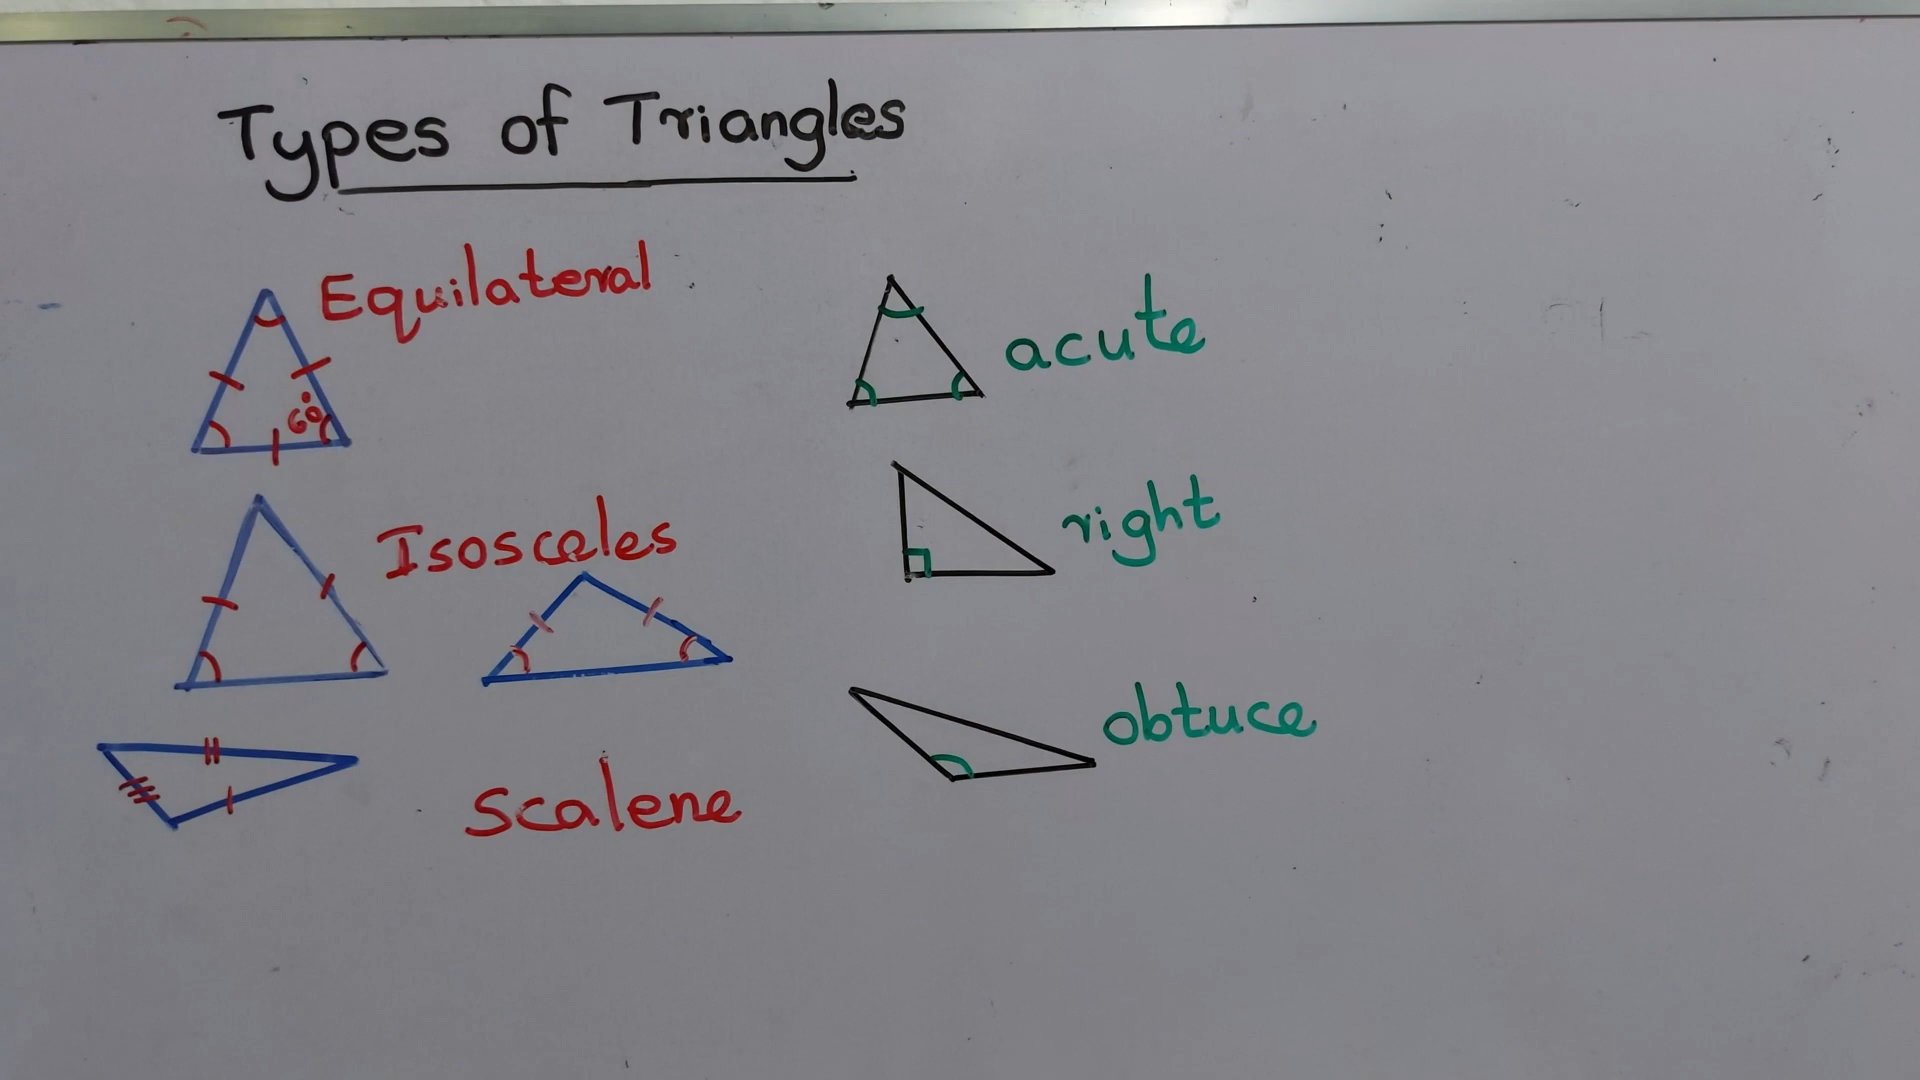 Types of Triangles
Equilateral
60°
Isosceles
Scalene
acute
right
obtuce